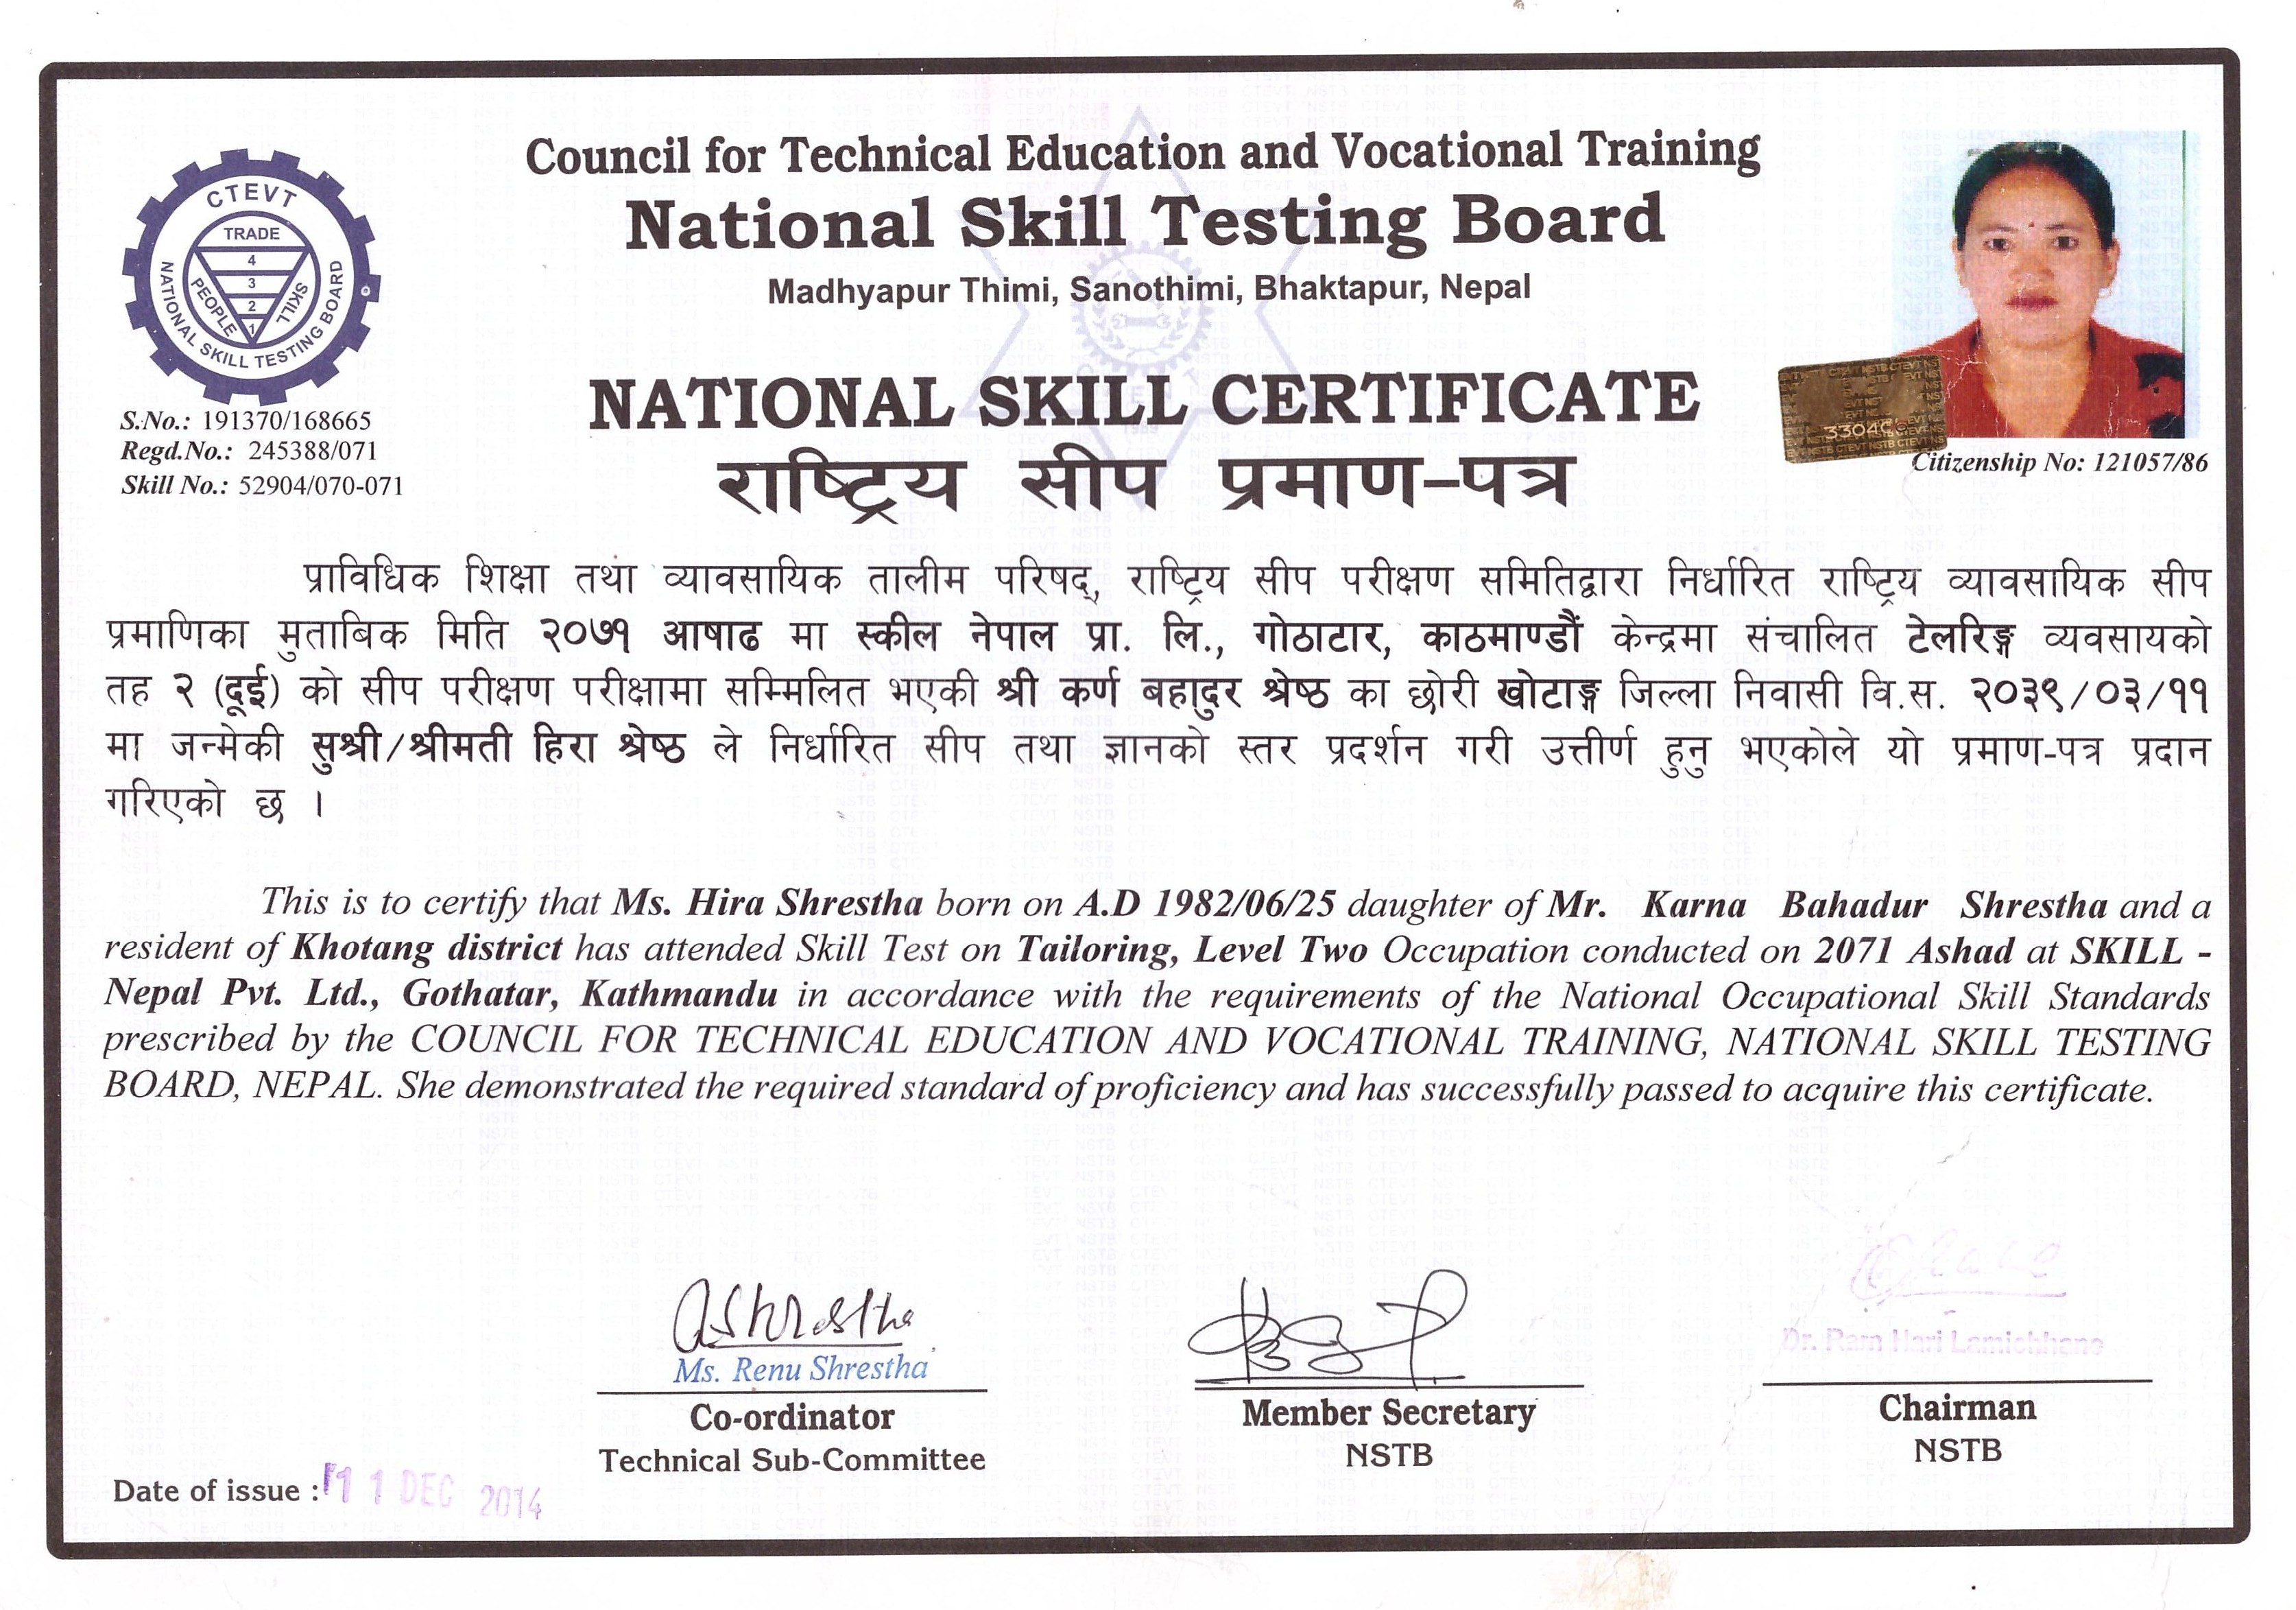 Council for Technical Education and Vocational Training
National Skill Testing Board
Madhyapur Thimi, Sanothimi, Bhaktapur, Nepal
CTEVT
NATIONAL SKILL TESTING BOARD
TRADE
PEOPLE
SKILL
4
3
2
1
S.No.: 191370/168665
Regd.No.: 245388/071
Skill No.: 52904/070-071
NATIONAL SKILL CERTIFICATE
राष्ट्रिय सीप प्रमाण-पत्र
Citizenship No: 121057/86
प्राविधिक शिक्षा तथा व्यावसायिक तालीम परिषद्, राष्ट्रिय सीप परीक्षण समितिद्वारा निर्धारित राष्ट्रिय व्यावसायिक सीप
प्रमाणिका मुताबिक मिति २०७१ आषाढ मा स्कील नेपाल प्रा. लि., गोठाटार, काठमाण्डौं केन्द्रमा संचालित टेलरिङ्ग व्यवसायको
तह २ (दूई) को सीप परीक्षण परीक्षामा सम्मिलित भएकी श्री कर्ण बहादुर श्रेष्ठ का छोरी खोटाङ्ग जिल्ला निवासी वि.स. २०३९/०३/११
मा जन्मेकी सुश्री/श्रीमती हिरा श्रेष्ठ ले निर्धारित सीप तथा ज्ञानको स्तर प्रदर्शन गरी उत्तीर्ण हुनु भएकोले यो प्रमाण-पत्र प्रदान
गरिएको छ ।
This is to certify that Ms. Hira Shrestha born on A.D 1982/06/25 daughter of Mr. Karna Bahadur Shrestha and a
resident of Khotang district has attended Skill Test on Tailoring, Level Two Occupation conducted on 2071 Ashad at SKILL -
Nepal Pvt. Ltd., Gothatar, Kathmandu in accordance with the requirements of the National Occupational Skill Standards
prescribed by the COUNCIL FOR TECHNICAL EDUCATION AND VOCATIONAL TRAINING, NATIONAL SKILL TESTING
BOARD, NEPAL. She demonstrated the required standard of proficiency and has successfully passed to acquire this certificate.
Ms. Renu Shrestha
Co-ordinator
Technical Sub-Committee
Member Secretary
NSTB
Dr. Ram Hari Lamichhane
Chairman
NSTB
Date of issue : 11 DEC 2014